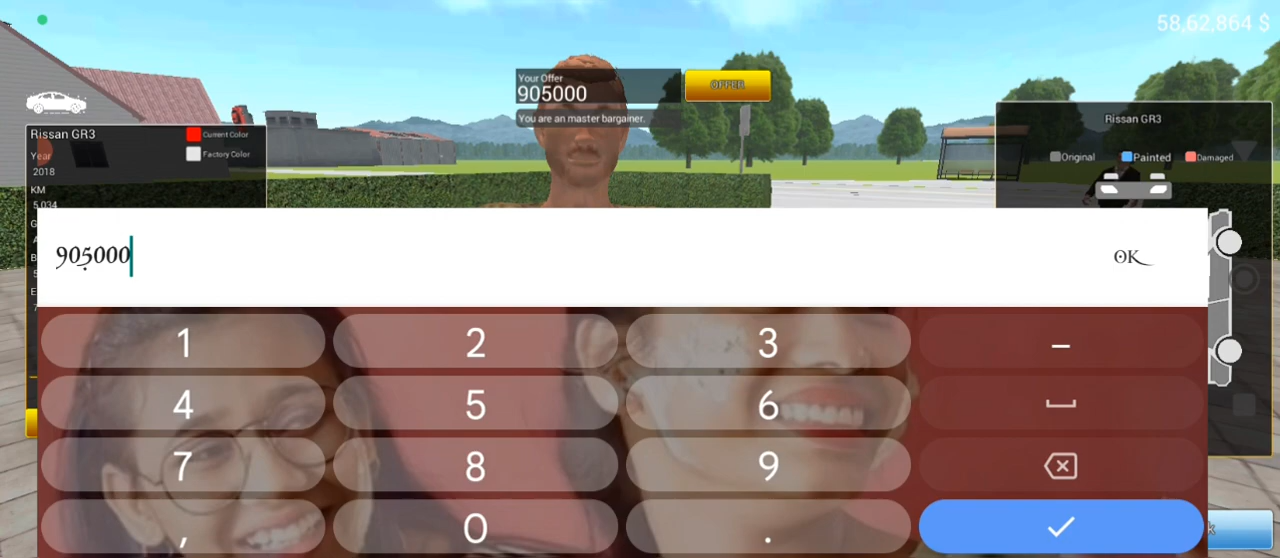 58,62,864 $
Your Offer
905000
OFFER
You are an master bargainer.
Rissan GR3
Current Color
Factory Color
Year
2018
KM
5.034
Rissan GR3
Original
Painted
Damaged
905000
OK
1 2 3 –
4 5 6
7 8 9
, 0 .